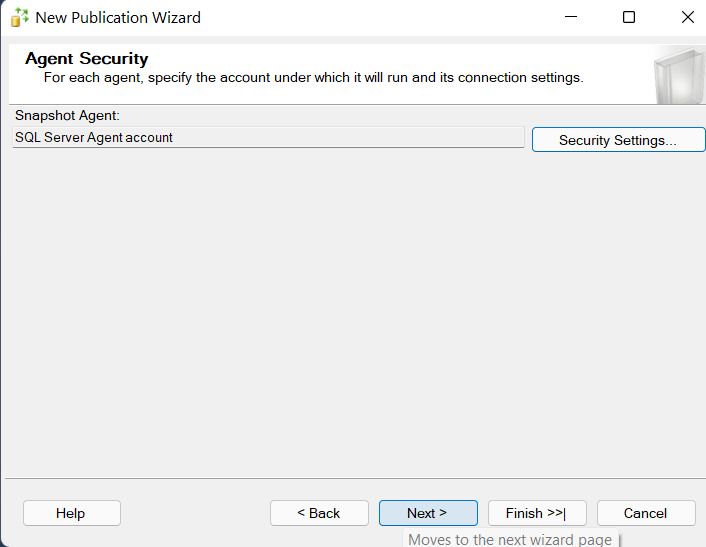 New Publication Wizard
Agent Security
For each agent, specify the account under which it will run and its connection settings.
Snapshot Agent:
SQL Server Agent account
Security Settings...
Help
< Back
Next >
Finish >>|
Cancel
Moves to the next wizard page